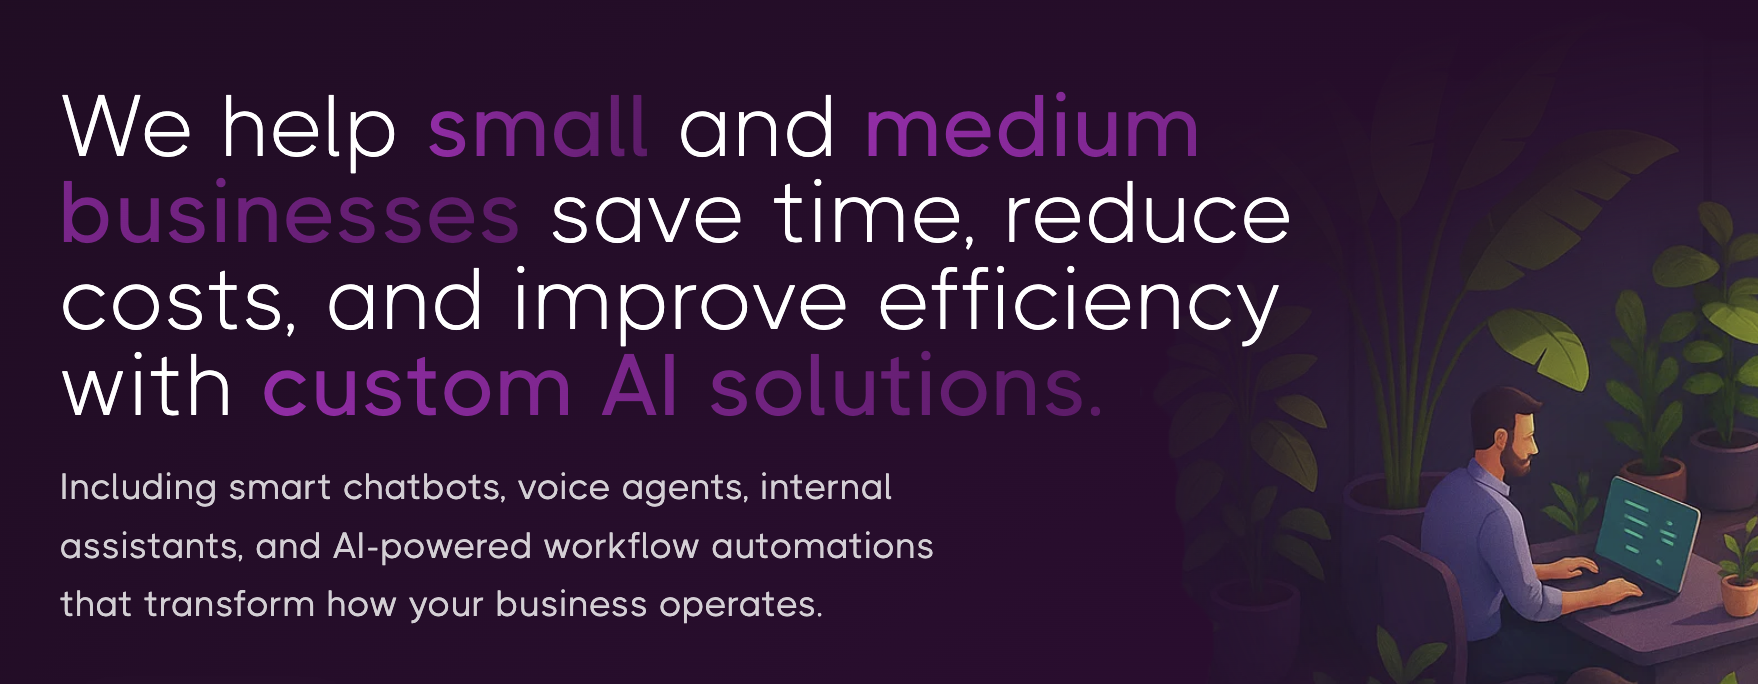 We help small and medium
businesses save time, reduce
costs, and improve efficiency
with custom AI solutions.
Including smart chatbots, voice agents, internal
assistants, and AI-powered workflow automations
that transform how your business operates.